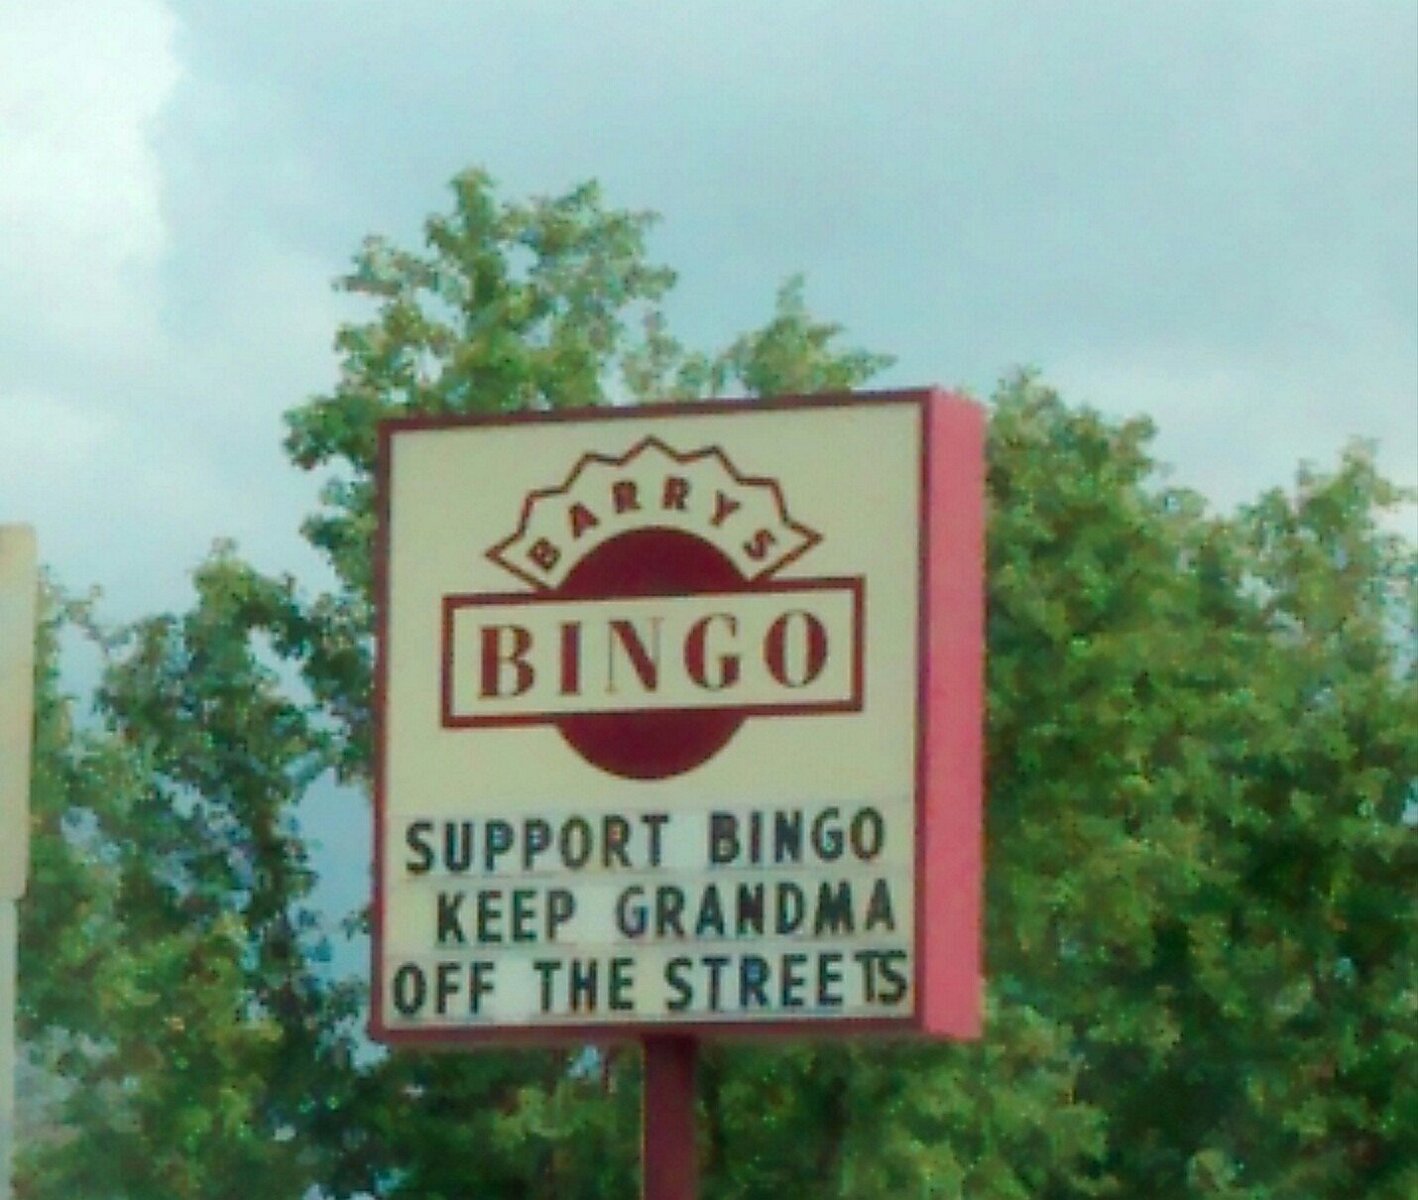 BARRYS
BINGO
SUPPORT BINGO
KEEP GRANDMA
OFF THE STREETS